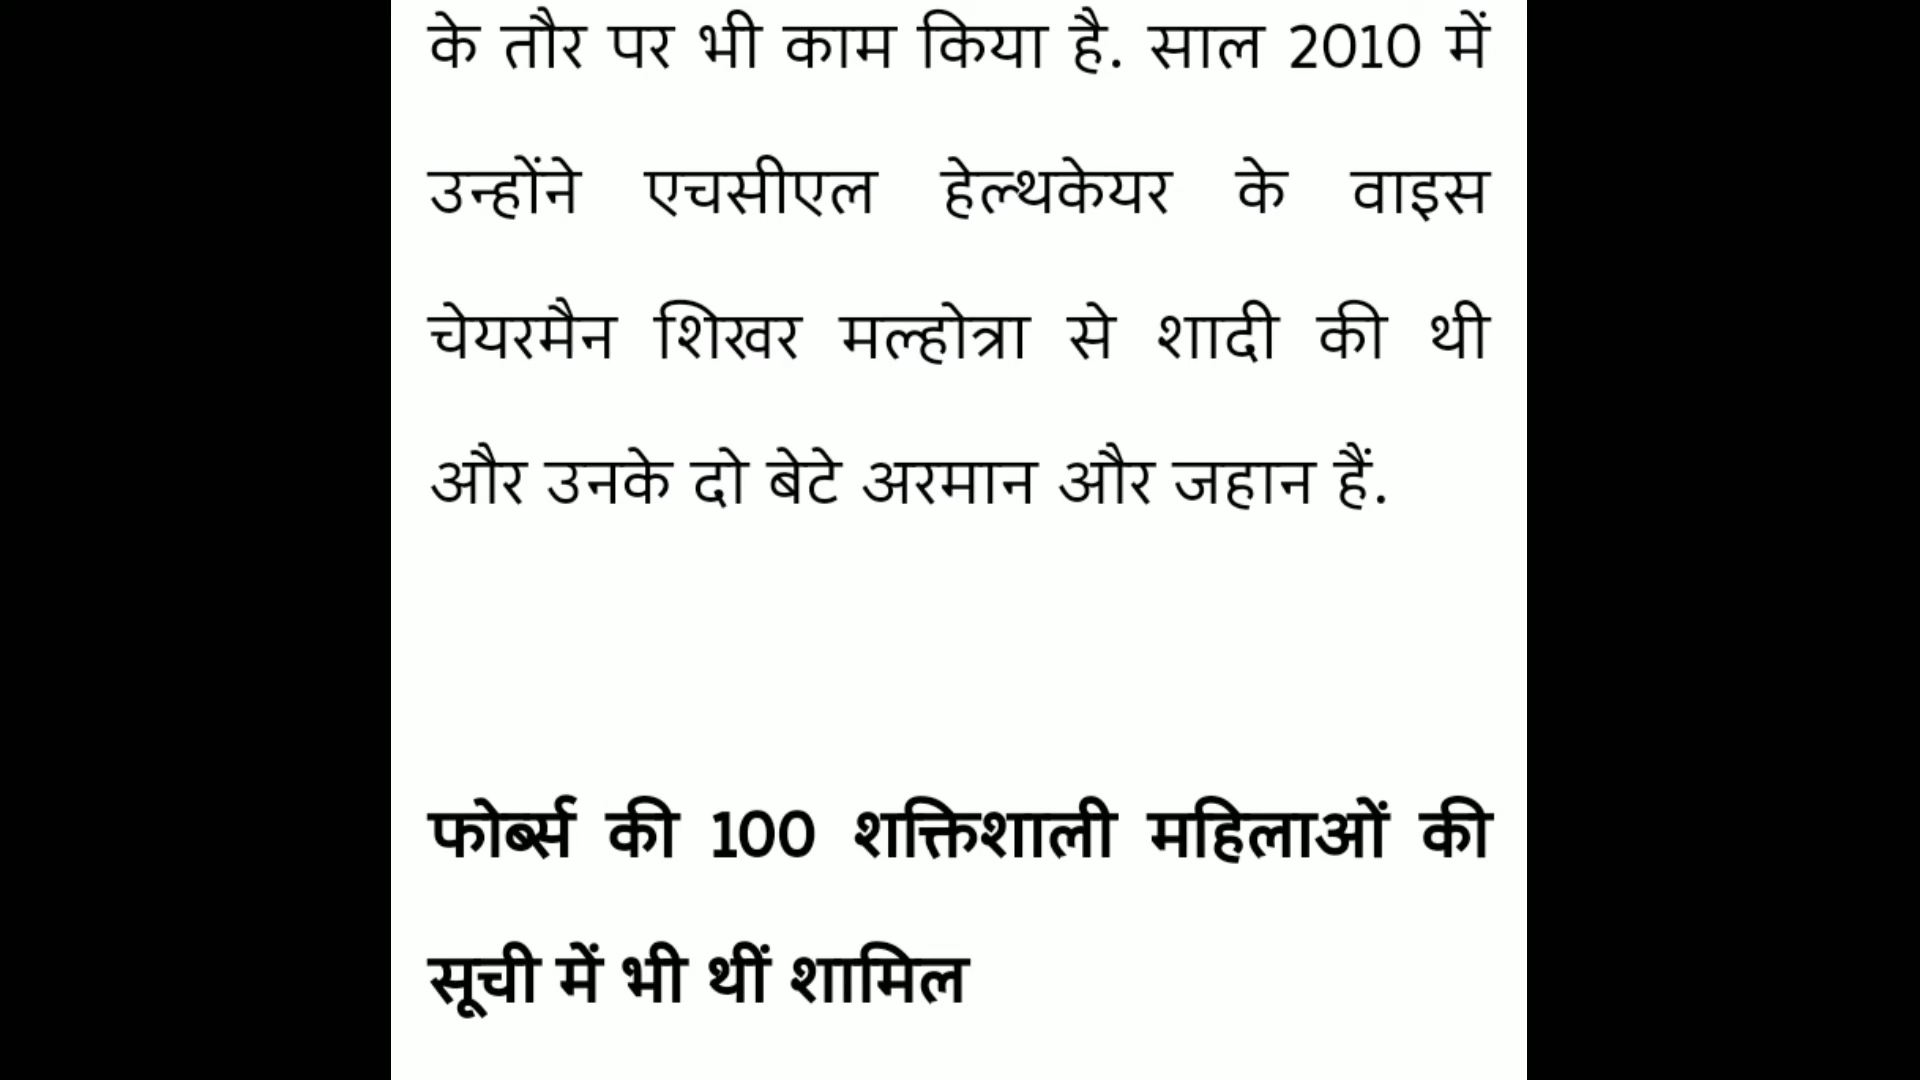 के तौर पर भी काम किया है. साल 2010 में
उन्होंने एचसीएल हेल्थकेयर के वाइस
चेयरमैन शिखर मल्होत्रा से शादी की थी
और उनके दो बेटे अरमान और जहान हैं.
फोर्ब्स की 100 शक्तिशाली महिलाओं की
सूची में भी थीं शामिल